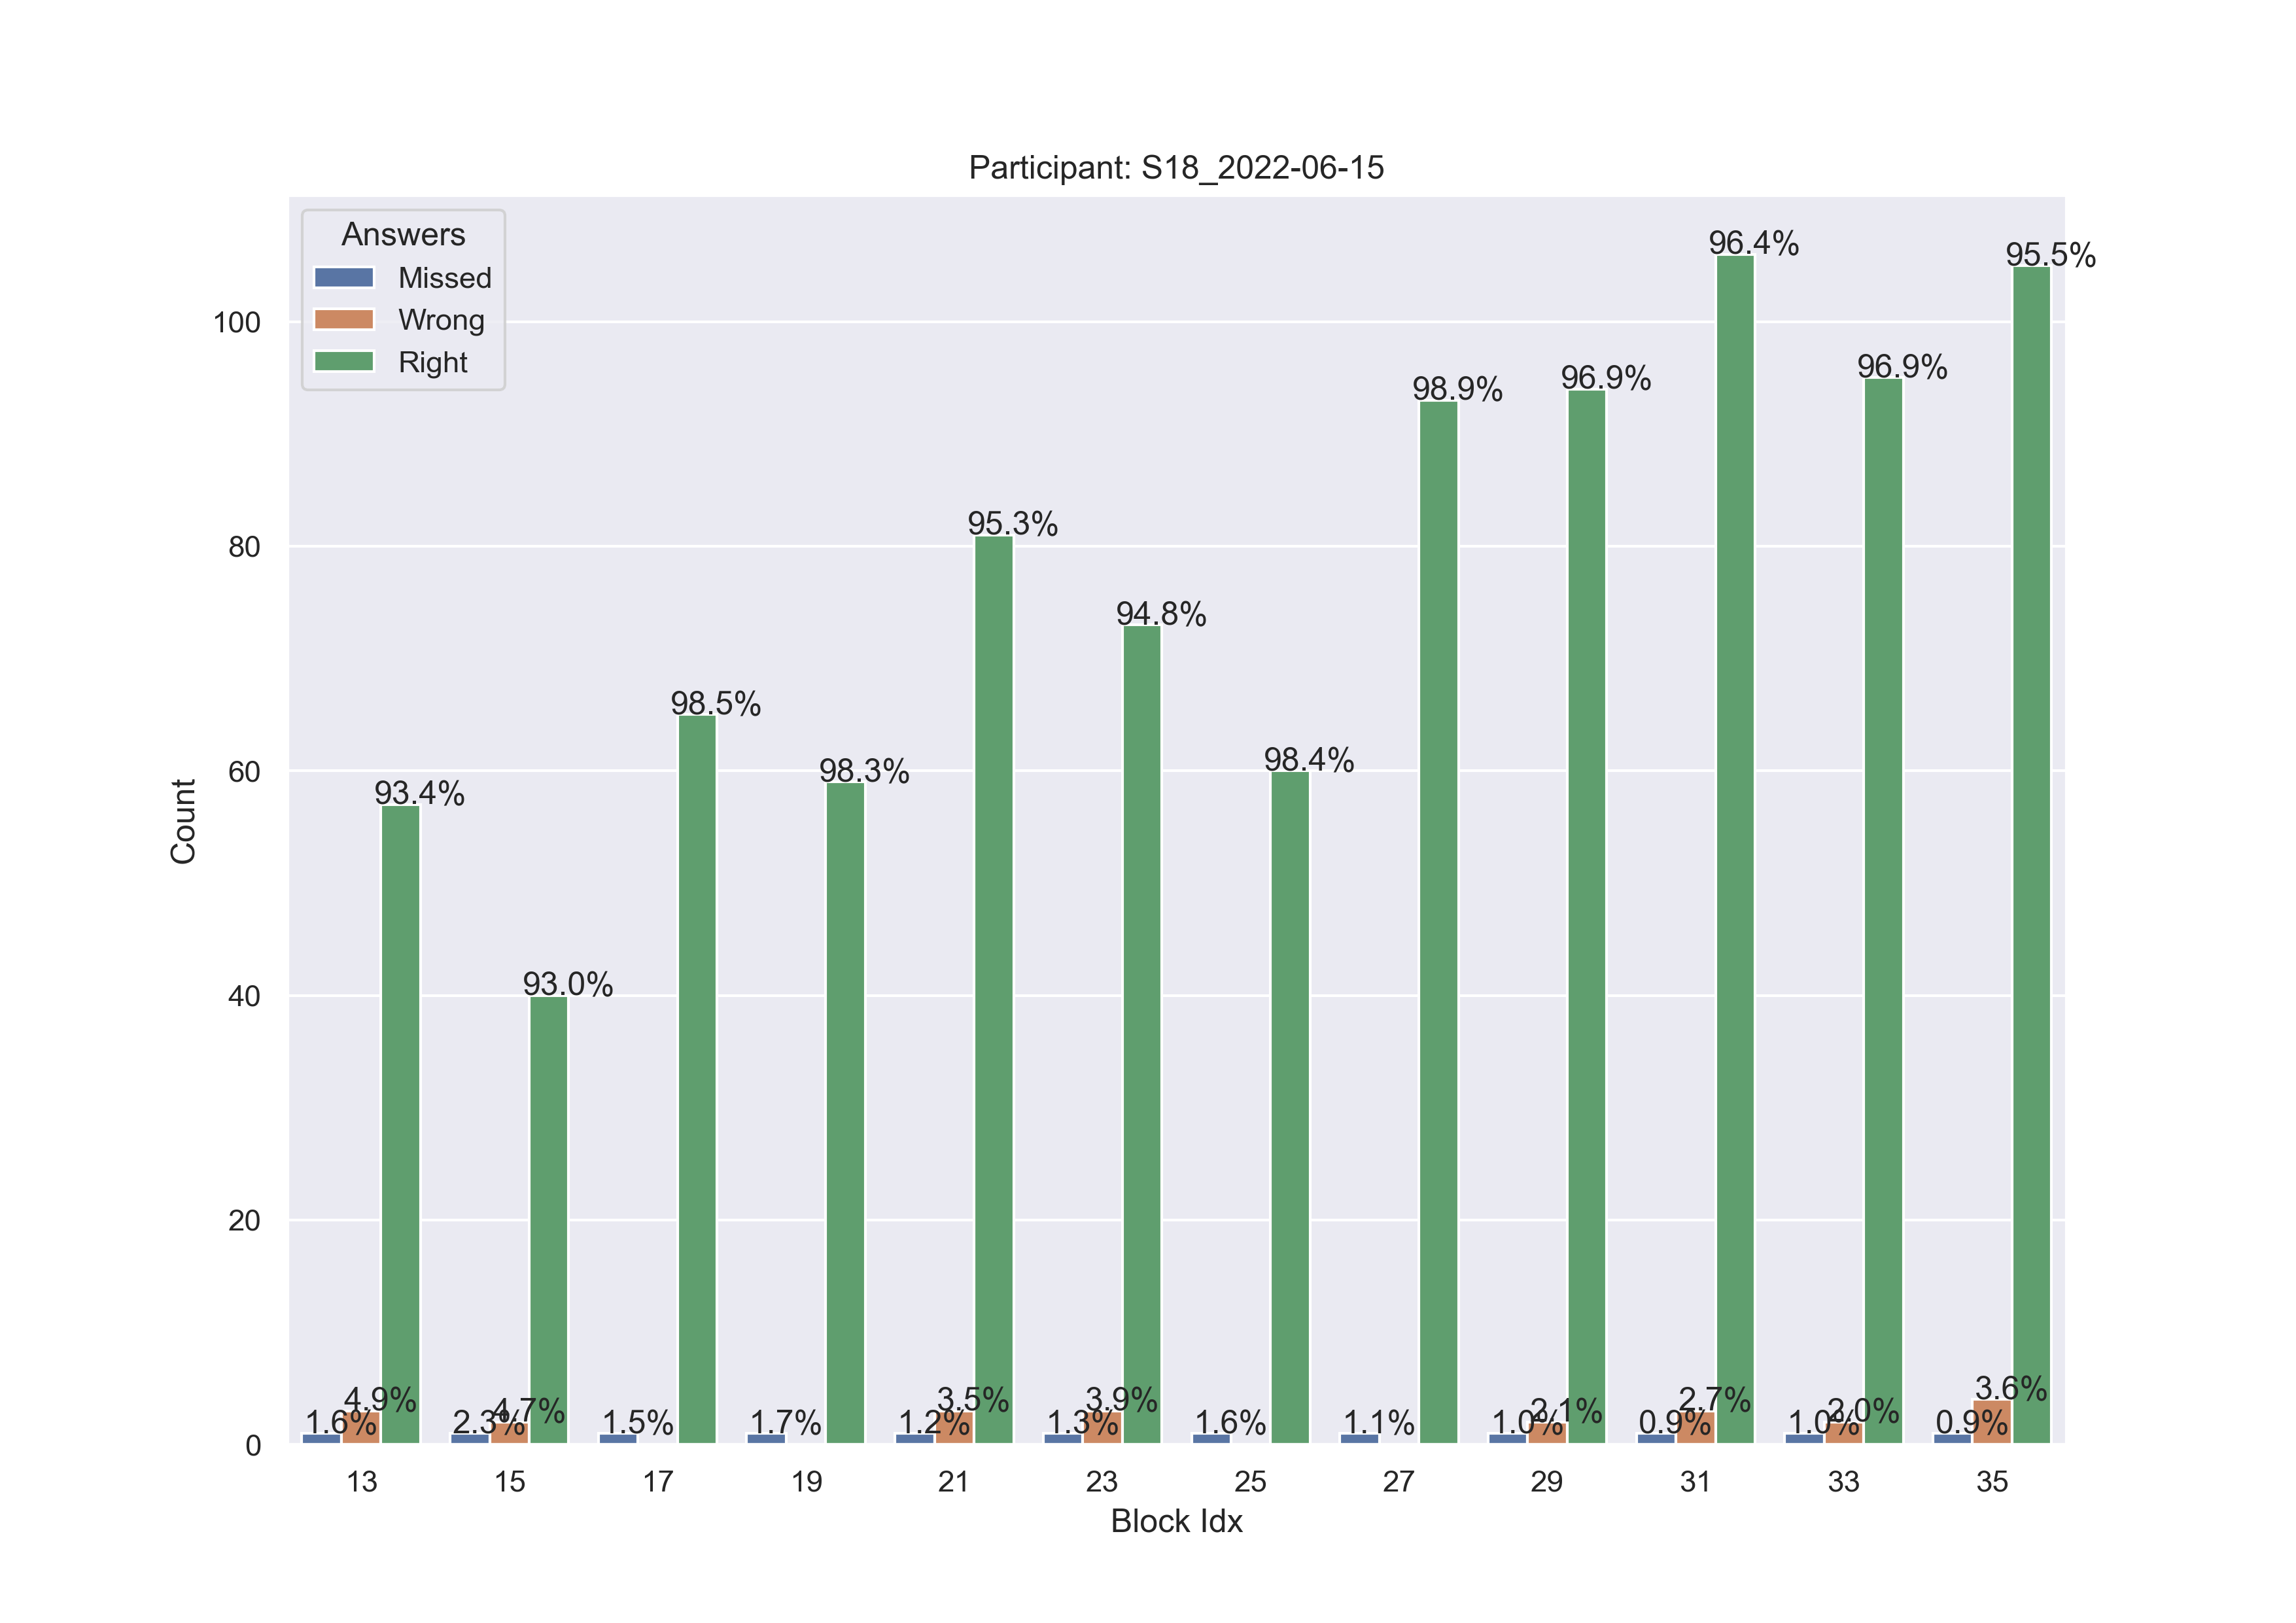 Participant: S18_2022-06-15
Answers
Missed
Wrong
Right
Count
100
80
60
40
20
0
96.4%
95.5%
96.9%
98.9%
96.9%
95.3%
94.8%
98.5%
98.4%
98.3%
93.4%
93.0%
1.6% 4.9% 2.3% 4.7% 1.5% 1.7% 1.2% 3.5% 1.3% 3.9% 1.6% 1.1% 1.0% 2.1% 0.9% 2.7% 1.0% 2.0% 0.9% 3.6%
13 15 17 19 21 23 25 27 29 31 33 35
Block Idx